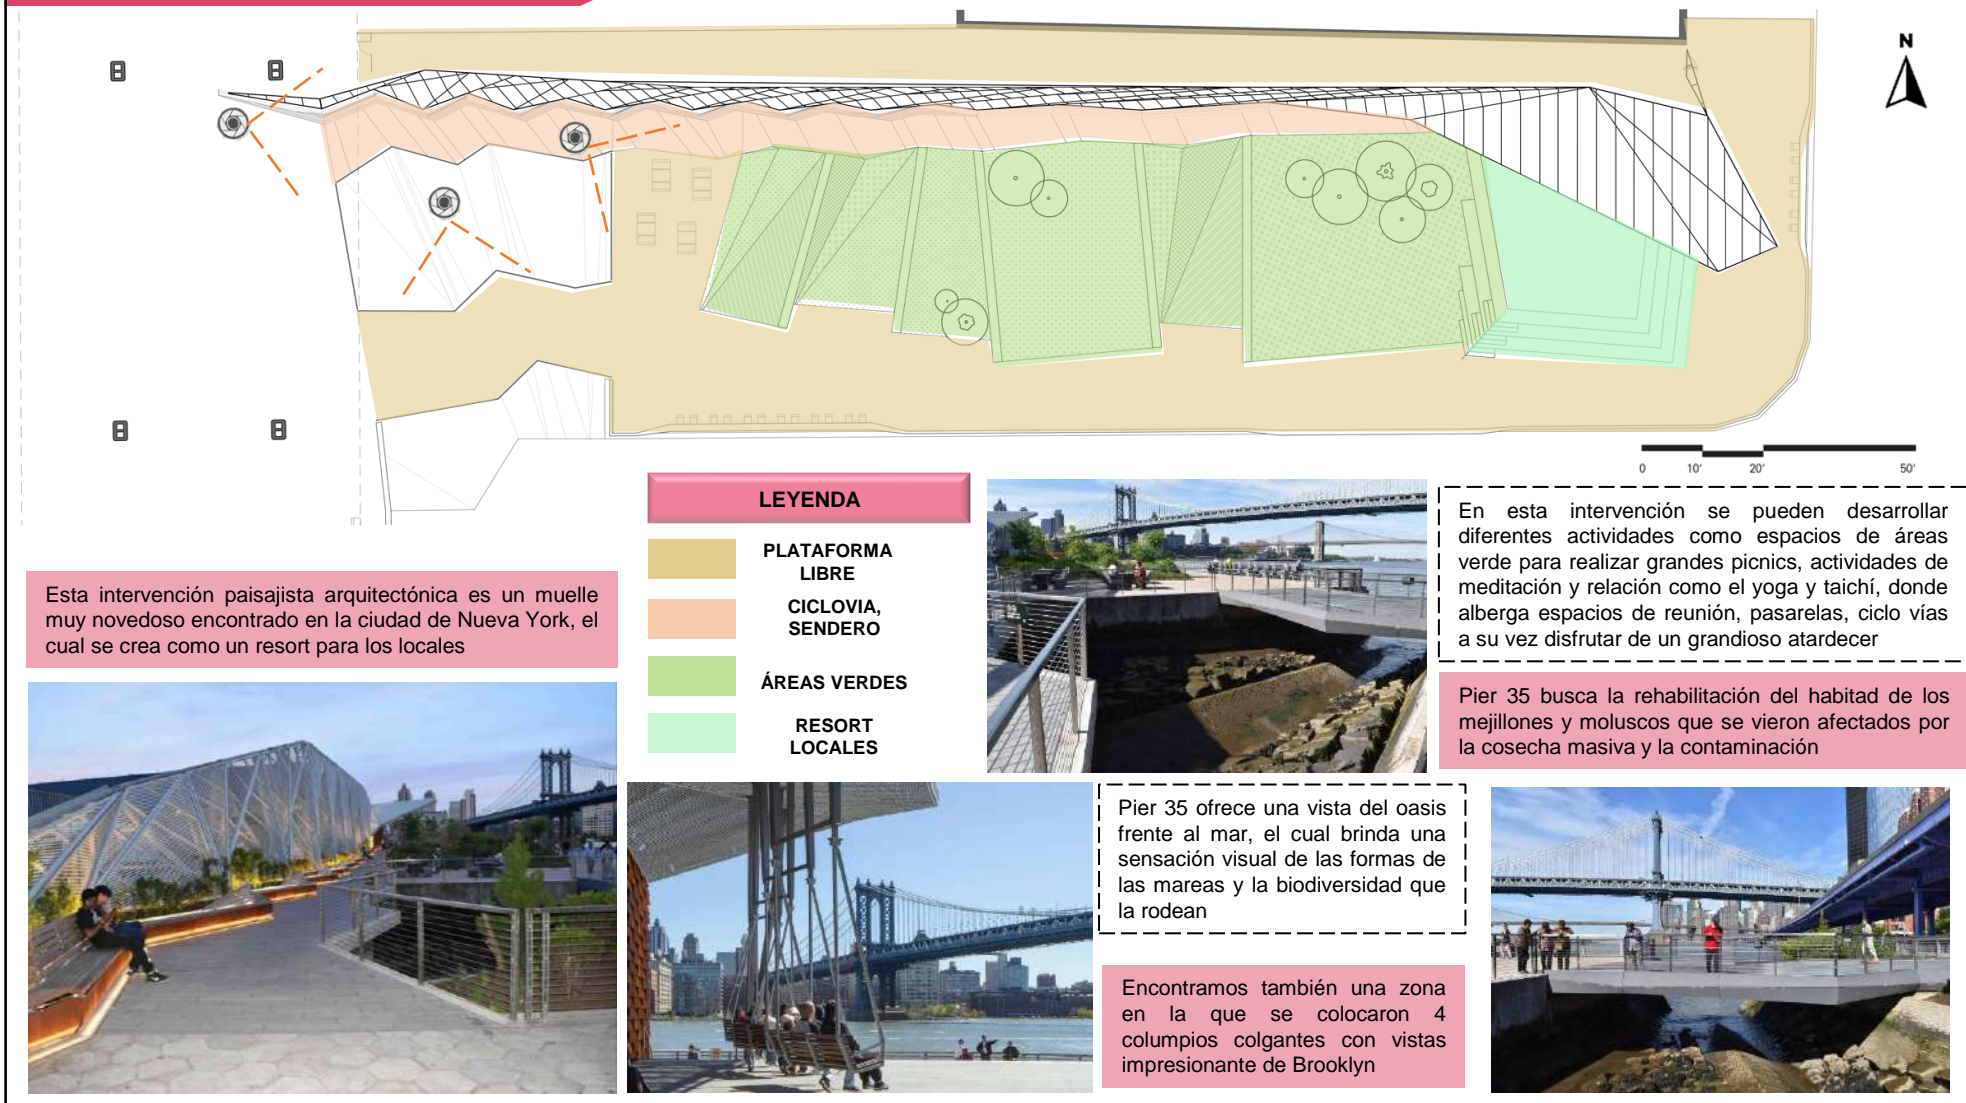 N
0 10' 20' 50'
LEYENDA
PLATAFORMA
LIBRE
CICLOVIA,
SENDERO
ÁREAS VERDES
RESORT
LOCALES
Esta intervención paisajista arquitectónica es un muelle
muy novedoso encontrado en la ciudad de Nueva York, el
cual se crea como un resort para los locales
En esta intervención se pueden desarrollar
diferentes actividades como espacios de áreas
verde para realizar grandes picnics, actividades de
meditación y relación como el yoga y taichí, donde
alberga espacios de reunión, pasarelas, ciclo vías
a su vez disfrutar de un grandioso atardecer
Pier 35 busca la rehabilitación del habitad de los
mejillones y moluscos que se vieron afectados por
la cosecha masiva y la contaminación
Pier 35 ofrece una vista del oasis
frente al mar, el cual brinda una
sensación visual de las formas de
las mareas y la biodiversidad que
la rodean
Encontramos también una zona
en la que se colocaron 4
columpios colgantes con vistas
impresionante de Brooklyn